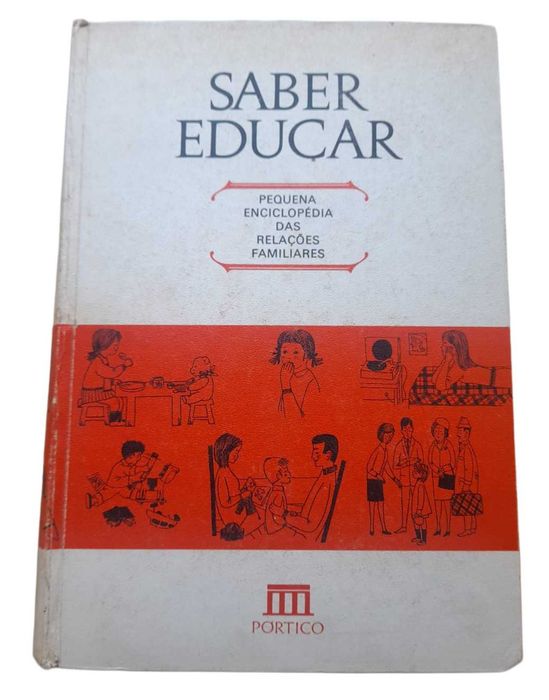 SABER
EDUCAR
PEQUENA
ENCICLOPÉDIA
DAS
RELAÇÕES
FAMILIARES
PÓRTICO